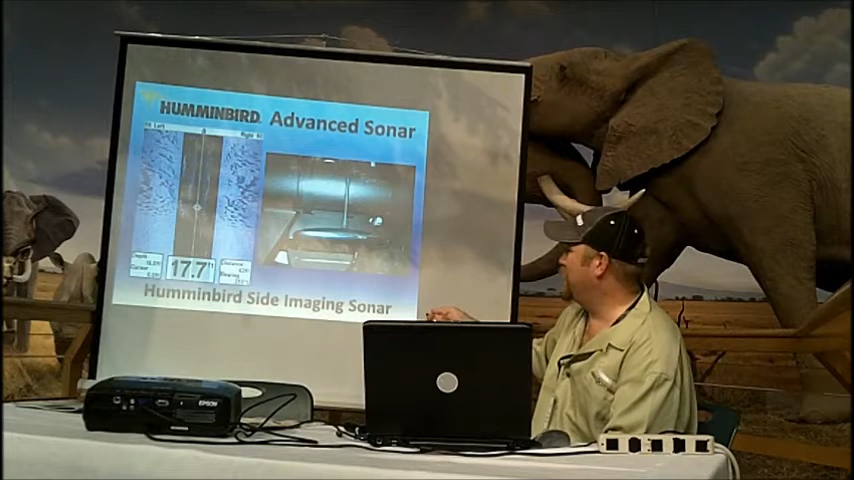 HUMMINBIRD. Advanced Sonar
17.7
Humminbird Side Imaging Sonar
EPSON